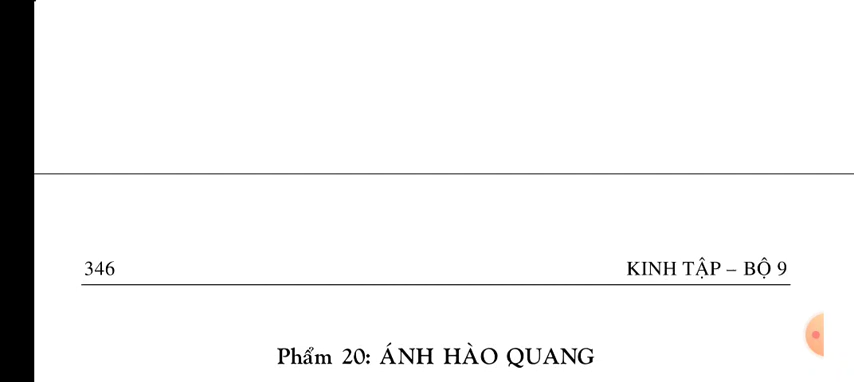 346 KINH TẬP – BỘ 9
Phẩm 20: ÁNH HÀO QUANG